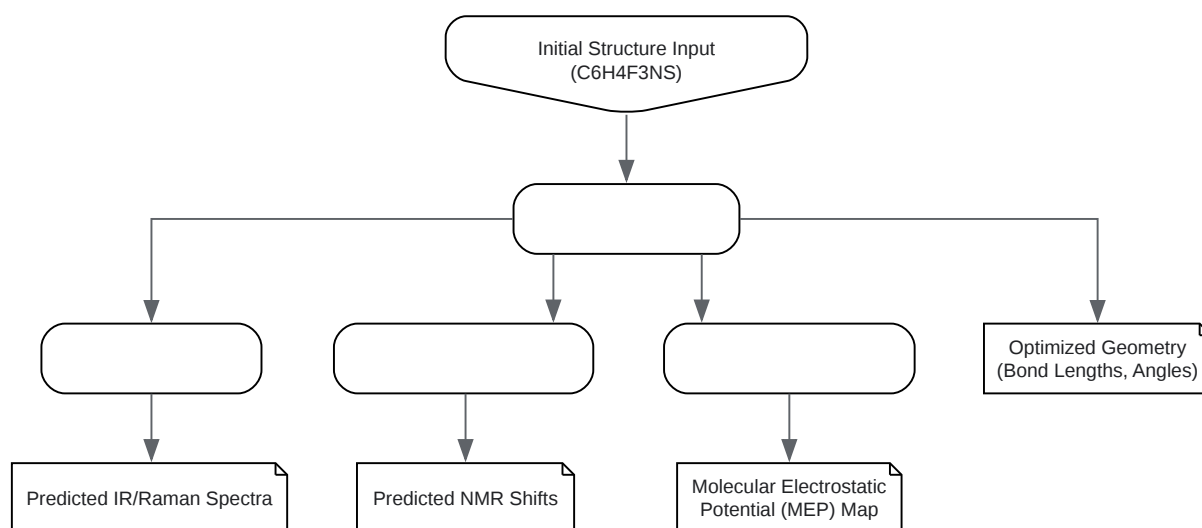 Initial Structure Input
(C6H4F3NS)
Optimized Geometry
(Bond Lengths, Angles)
Predicted IR/Raman Spectra
Predicted NMR Shifts
Molecular Electrostatic
Potential (MEP) Map